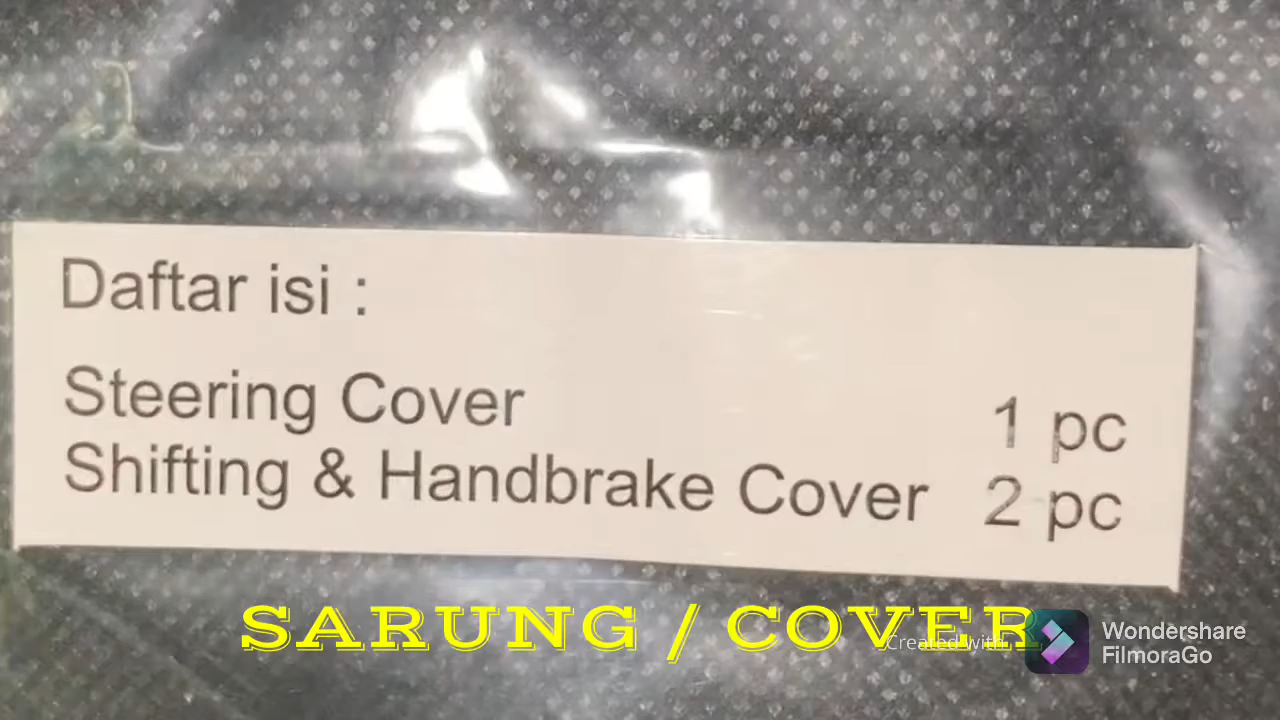 Daftar isi :
Steering Cover 1 pc
Shifting & Handbrake Cover 2 pc
SARUNG / COVER
Created with
Wondershare
FilmoraGo